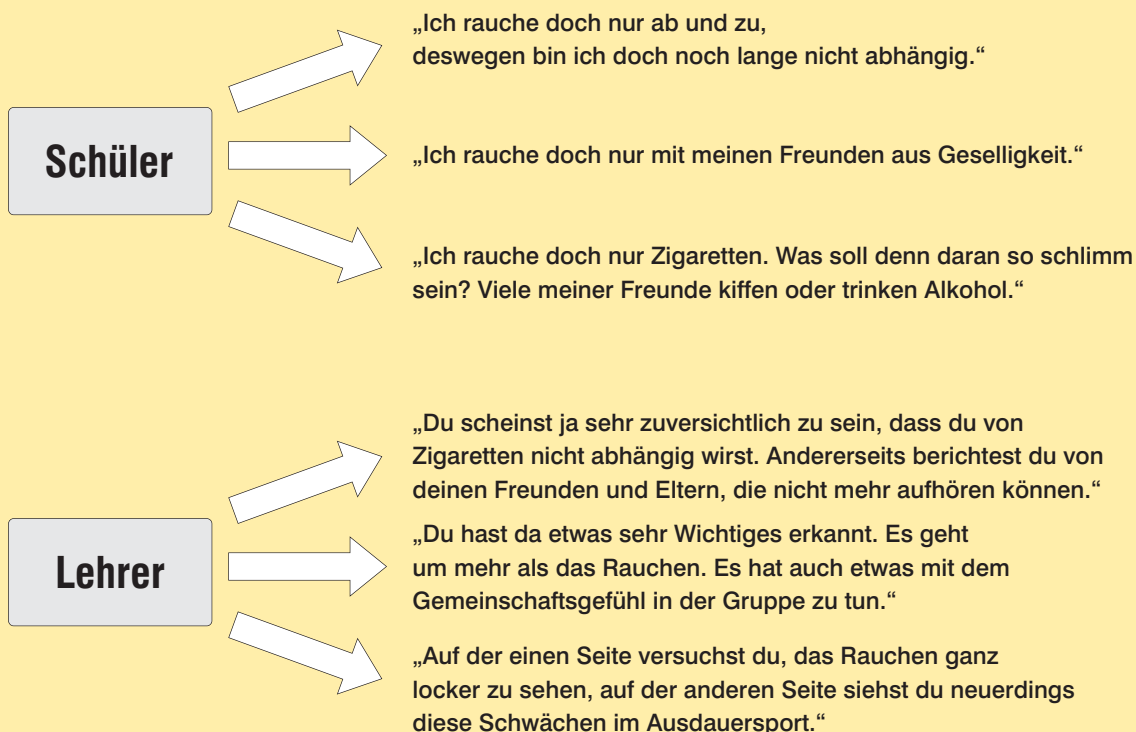 „Ich rauche doch nur ab und zu,
deswegen bin ich doch noch lange nicht abhängig.“
Schüler
„Ich rauche doch nur mit meinen Freunden aus Geselligkeit.“
„Ich rauche doch nur Zigaretten. Was soll denn daran so schlimm
sein? Viele meiner Freunde kiffen oder trinken Alkohol.“
„Du scheinst ja sehr zuversichtlich zu sein, dass du von
Zigaretten nicht abhängig wirst. Andererseits berichtest du von
deinen Freunden und Eltern, die nicht mehr aufhören können.“
Lehrer
„Du hast da etwas sehr Wichtiges erkannt. Es geht
um mehr als das Rauchen. Es hat auch etwas mit dem
Gemeinschaftsgefühl in der Gruppe zu tun.“
„Auf der einen Seite versuchst du, das Rauchen ganz
locker zu sehen, auf der anderen Seite siehst du neuerdings
diese Schwächen im Ausdauersport.“